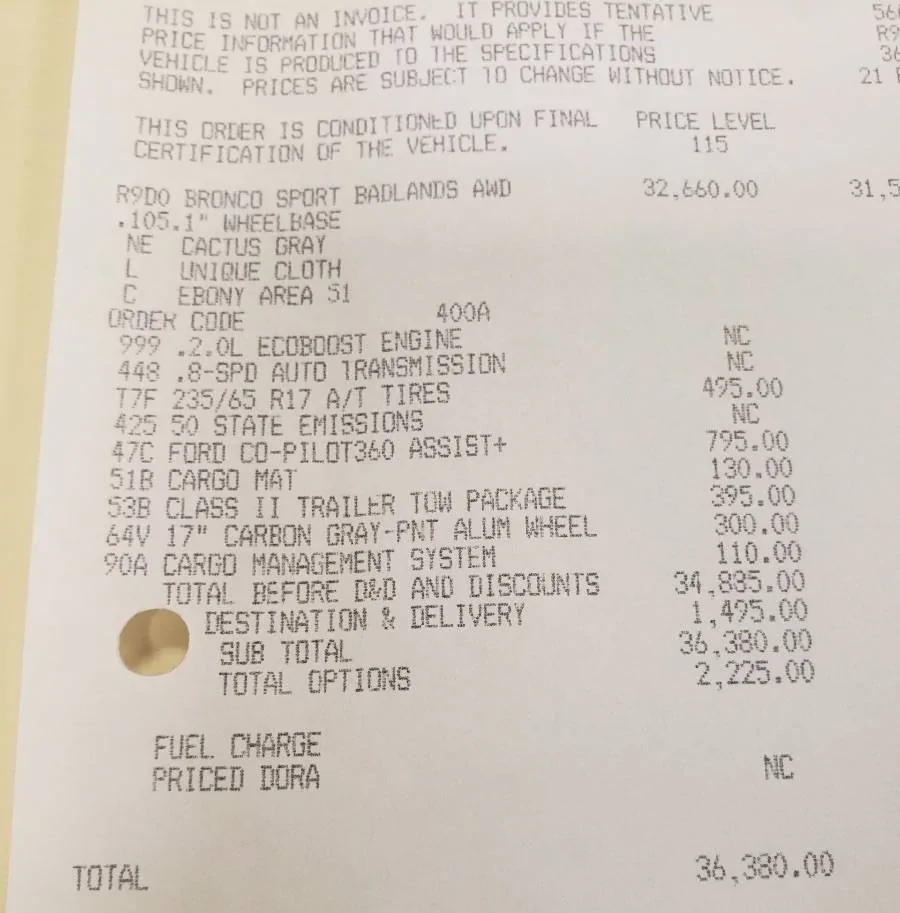 THIS IS NOT AN INVOICE. IT PROVIDES TENTATIVE
PRICE INFORMATION THAT WOULD APPLY IF THE
VEHICLE IS PRODUCED TO THE SPECIFICATIONS
SHOWN. PRICES ARE SUBJECT TO CHANGE WITHOUT NOTICE. 21
THIS ORDER IS CONDITIONED UPON FINAL PRICE LEVEL
CERTIFICATION OF THE VEHICLE. 115
R9D0 BRONCO SPORT BADLANDS AWD 32,660.00 31,5
.105.1" WHEELBASE
NE CACTUS GRAY
L UNIQUE CLOTH
C EBONY AREA 51
ORDER CODE 400A
999 .2.0L ECOBOOST ENGINE NC
448 .8-SPD AUTO TRANSMISSION NC
T7F 235/65 R17 A/T TIRES 495.00
425 50 STATE EMISSIONS NC
47C FORD CO-PILOT360 ASSIST+ 795.00
51B CARGO MAT 130.00
53B CLASS II TRAILER TOW PACKAGE 395.00
64V 17" CARBON GRAY-PNT ALUM WHEEL 300.00
90A CARGO MANAGEMENT SYSTEM 110.00
TOTAL BEFORE D&D AND DISCOUNTS 34,885.00
DESTINATION & DELIVERY 1,495.00
SUB TOTAL 36,380.00
TOTAL OPTIONS 2,225.00
FUEL CHARGE
PRICED DORA NC
TOTAL 36,380.00